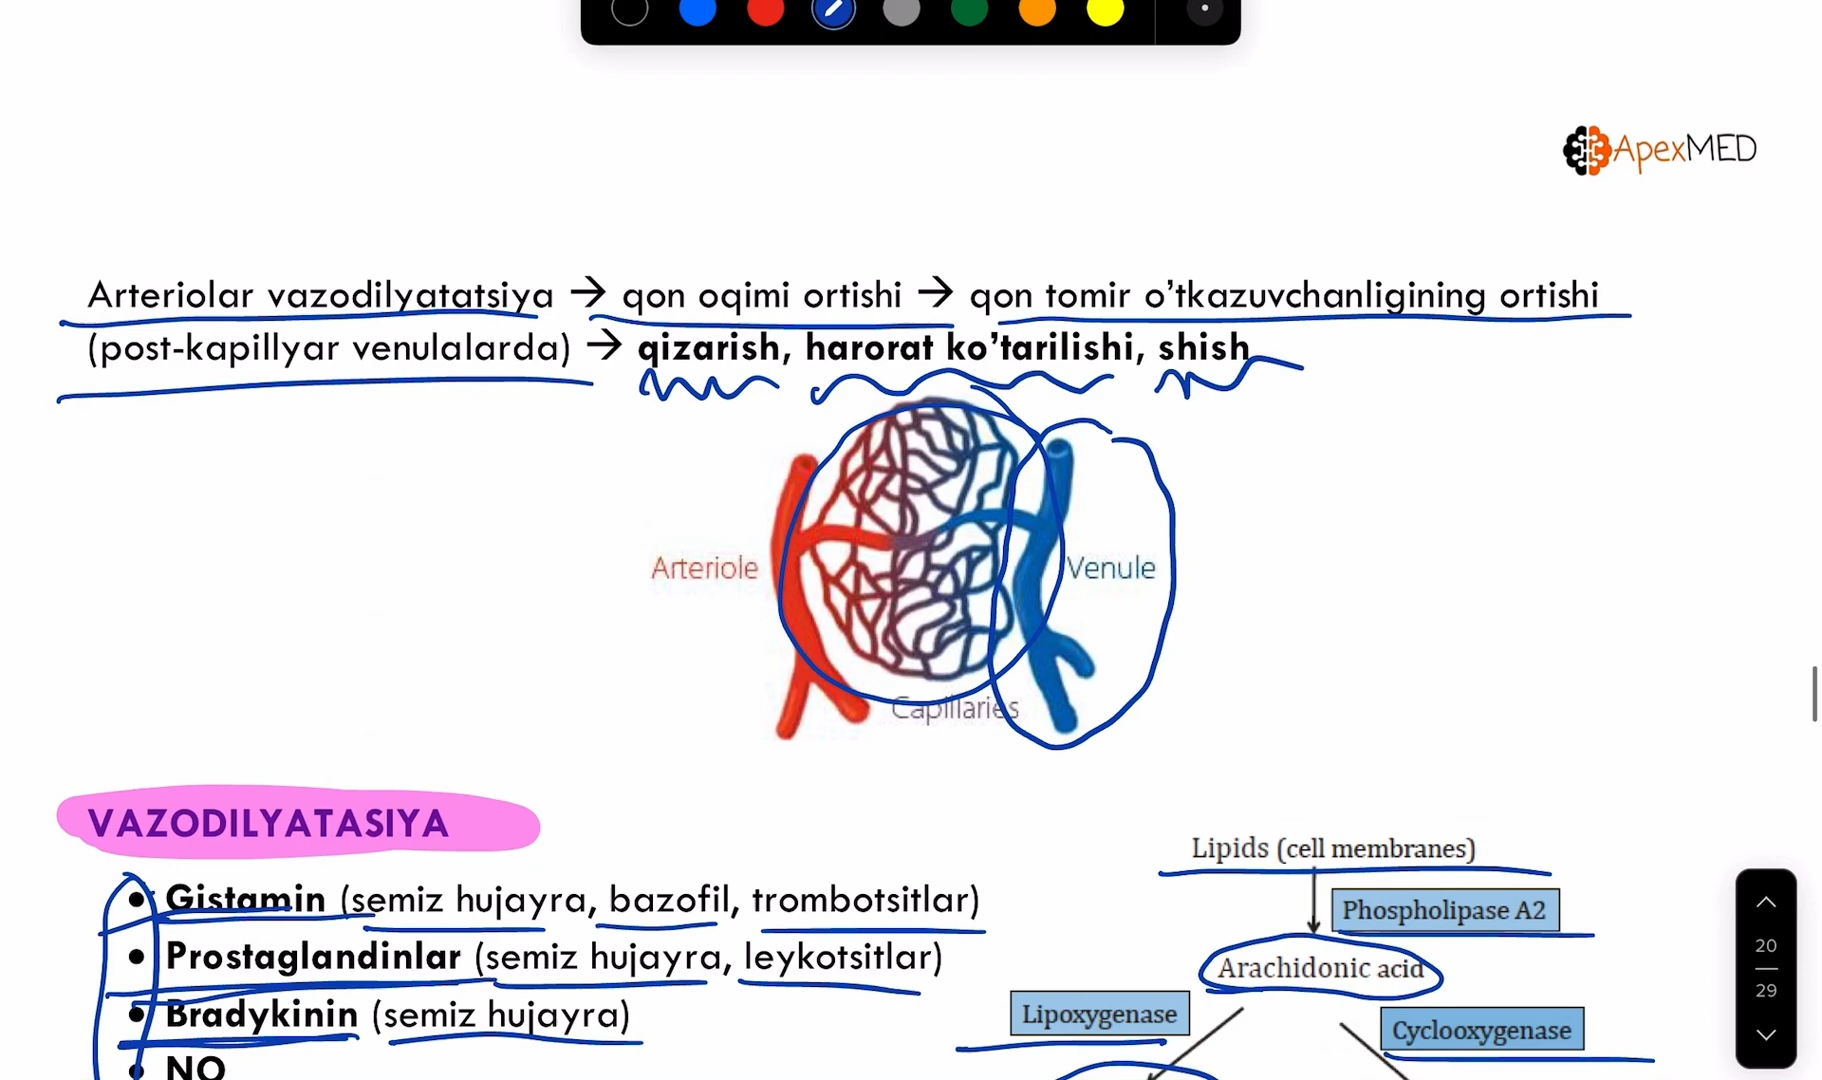 ApexMED
Arteriolar vazodilyatatsiya → qon oqimi ortishi → qon tomir o’tkazuvchanligining ortishi
(post-kapillyar venulalarda) → qizarish, harorat ko’tarilishi, shish
Arteriole
Venule
Capillaries
VAZODILYATASIYA
• Gistamin (semiz hujayra, bazofil, trombotsitlar)
• Prostaglandinlar (semiz hujayra, leykotsitlar)
• Bradykinin (semiz hujayra)
• NO
Lipids (cell membranes)
Phospholipase A2
Arachidonic acid
Lipoxygenase
Cyclooxygenase
20
29